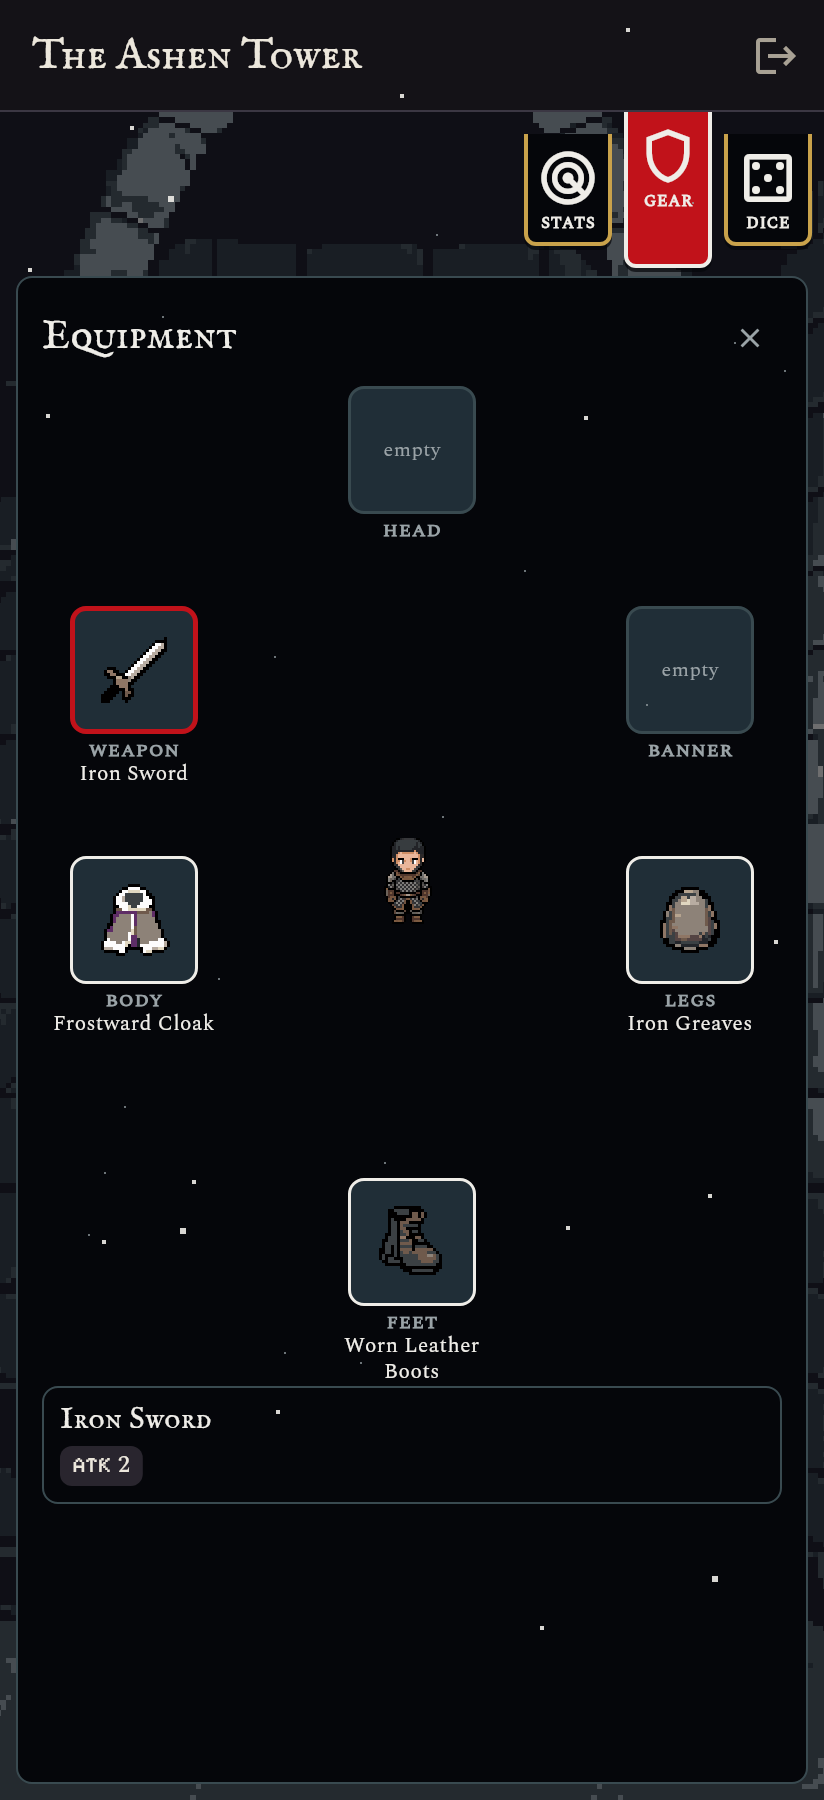 The Ashen Tower
STATS
GEAR
DICE
Equipment
empty
HEAD
empty
WEAPON
Iron Sword
BANNER
BODY
Frostward Cloak
LEGS
Iron Greaves
FEET
Worn Leather
Boots
Iron Sword
ATK 2